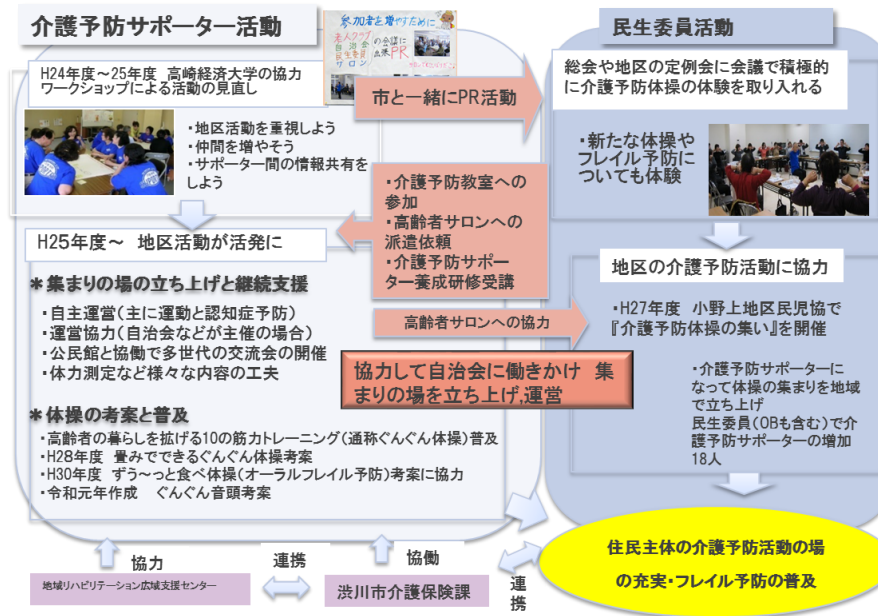 介護予防サポーター活動
参加者を増やすために
老人クラブ
自治会
民生委員
サロン
の会議に
出張PR
H24年度～25年度　高崎経済大学の協力
ワークショップによる活動の見直し
・地区活動を重視しよう
・仲間を増やそう
・サポーター間の情報共有を
しよう
H25年度～ 地区活動が活発に
＊集まりの場の立ち上げと継続支援
・自主運営（主に運動と認知症予防）
・運営協力（自治会などが主催の場合）
・公民館と協働で多世代の交流会の開催
・体力測定など様々な内容の工夫
＊体操の考案と普及
・高齢者の暮らしを拡げる10の筋力トレーニング（通称ぐんぐん体操）普及
・H28年度　畳みでできるぐんぐん体操考案
・H30年度　ずう～っと食べ体操（オーラルフレイル予防）考案に協力
・令和元年作成　ぐんぐん音頭考案
市と一緒にPR活動
・介護予防教室への
参加
・高齢者サロンへの
派遣依頼
・介護予防サポー
ター養成研修受講
高齢者サロンへの協力
協力して自治会に働きかけ　集
まりの場を立ち上げ,運営
民生委員活動
総会や地区の定例会に会議で積極的
に介護予防体操の体験を取り入れる
・新たな体操や
フレイル予防に
ついても体験
地区の介護予防活動に協力
・H27年度　小野上地区民児協で
『介護予防体操の集い』を開催
・介護予防サポーターに
なって体操の集まりを地域
で立ち上げ
民生委員（OBも含む）で介
護予防サポーターの増加
18人
住民主体の介護予防活動の場
の充実・フレイル予防の普及
協力
連携
協働
連
携
地域リハビリテーション広域支援センター
渋川市介護保険課